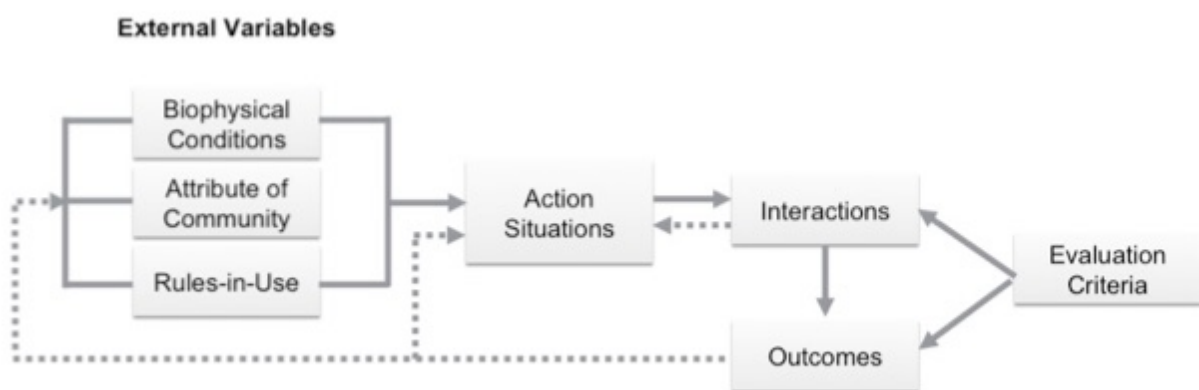 External Variables
Biophysical
Conditions
Attribute of
Community
Rules-in-Use
Action
Situations
Interactions
Outcomes
Evaluation
Criteria